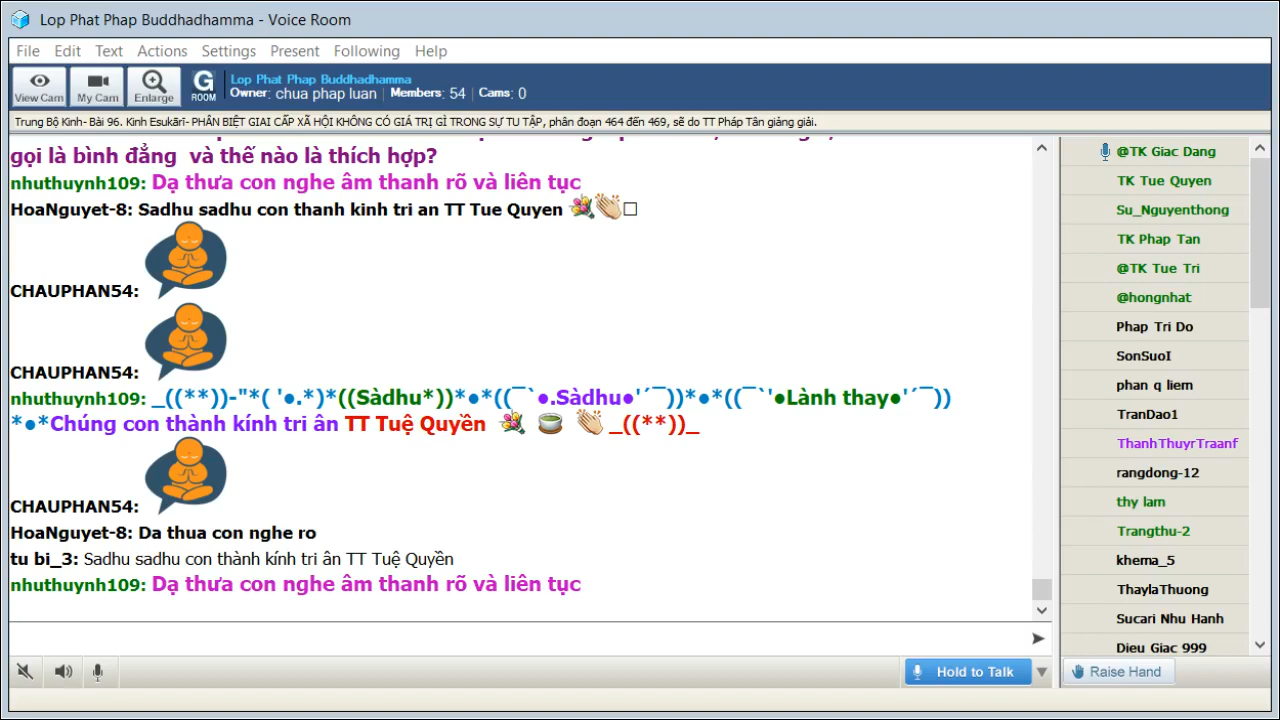 Lop Phat Phap Buddhadhamma - Voice Room
File Edit Text Actions Settings Present Following Help
View Cam My Cam Enlarge G ROOM Lop Phat Phap Buddhadhamma
Owner: chua phap luan Members: 54 Cams: 0
Trung Bộ Kinh- Bài 96. Kinh Esukārī- PHÂN BIỆT GIAI CẤP XÃ HỘI KHÔNG CÓ GIÁ TRỊ GÌ TRONG SỰ TU TẬP, phân đoạn 464 đến 469, sẽ do TT Pháp Tân giảng giải.
gọi là bình đẳng và thế nào là thích hợp?
nhuthuynh109: Dạ thưa con nghe âm thanh rõ và liên tục
HoaNguyet-8: Sadhu sadhu con thanh kinh tri an TT Tue Quyen
CHAUPHAN54:
CHAUPHAN54:
nhuthuynh109: _((**))-"*( '●.*)*((Sàdhu*))*●*((¯`●.Sàdhu●'´¯))*●*((¯`'●Lành thay●'´¯))
*●*Chúng con thành kính tri ân TT Tuệ Quyền _((**))_
CHAUPHAN54:
HoaNguyet-8: Da thua con nghe ro
tu bi_3: Sadhu sadhu con thành kính tri ân TT Tuệ Quyền
nhuthuynh109: Dạ thưa con nghe âm thanh rõ và liên tục
Hold to Talk
@TK Giac Dang
TK Tue Quyen
Su_Nguyenthong
TK Phap Tan
@TK Tue Tri
@hongnhat
Phap Tri Do
SonSuoI
phan q liem
TranDao1
ThanhThuyrTraanf
rangdong-12
thy lam
Trangthu-2
khema_5
ThaylaThuong
Sucari Nhu Hanh
Dieu Giac 999
Raise Hand